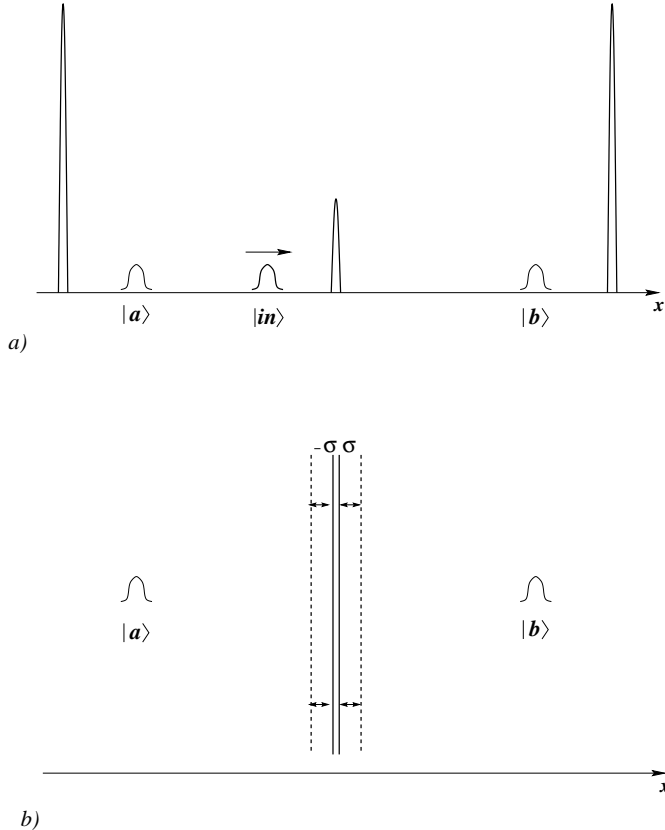 |a⟩ |in⟩ |b⟩ x
a)
−σ σ
|a⟩ |b⟩
x
b)